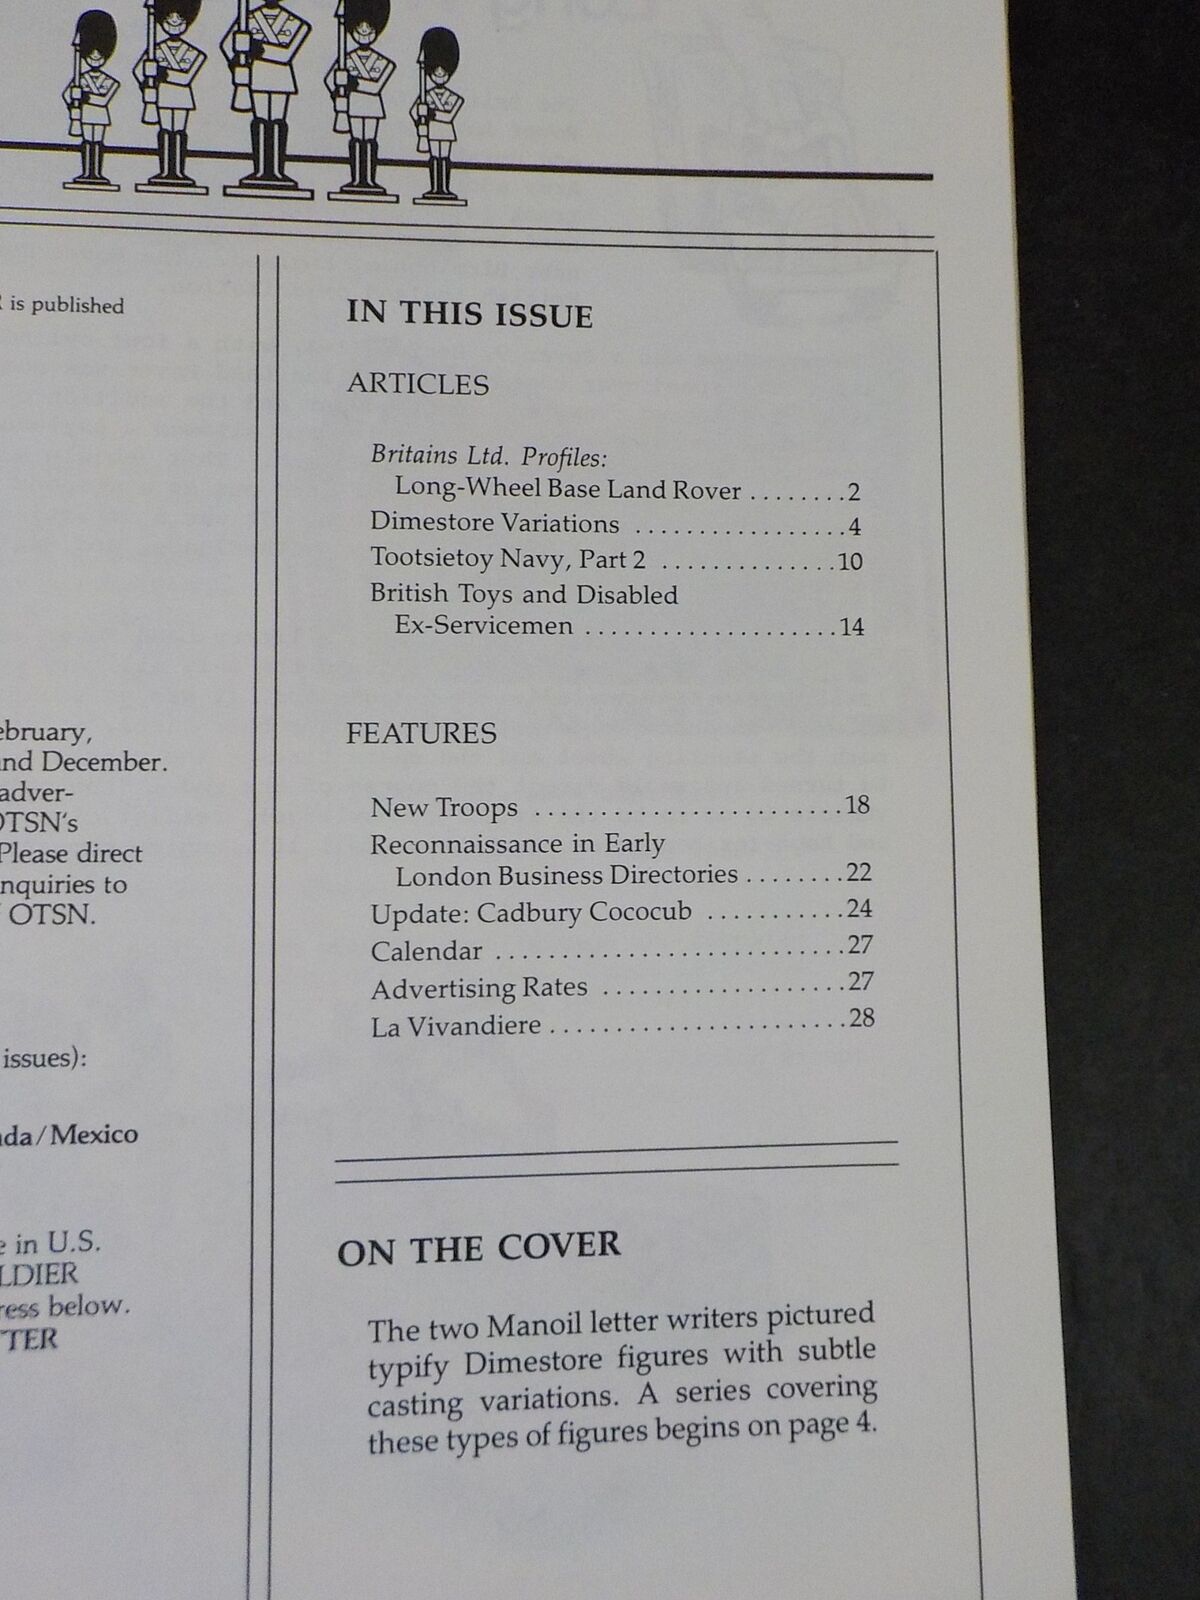 is published
ebruary,
and December.
adver-
OTSN's
Please direct
nquiries to
OTSN.
issues):
da/Mexico
in U.S.
LDIER
ress below.
TTER
IN THIS ISSUE
ARTICLES
Britains Ltd. Profiles:
Long-Wheel Base Land Rover ........2
Dimestore Variations ................4
Tootsietoy Navy, Part 2 ..............10
British Toys and Disabled
Ex-Servicemen ....................14
FEATURES
New Troops ........................18
Reconnaissance in Early
London Business Directories ........22
Update: Cadbury Cococub ...........24
Calendar ...........................27
Advertising Rates ...................27
La Vivandiere .......................28
ON THE COVER
The two Manoil letter writers pictured
typify Dimestore figures with subtle
casting variations. A series covering
these types of figures begins on page 4.